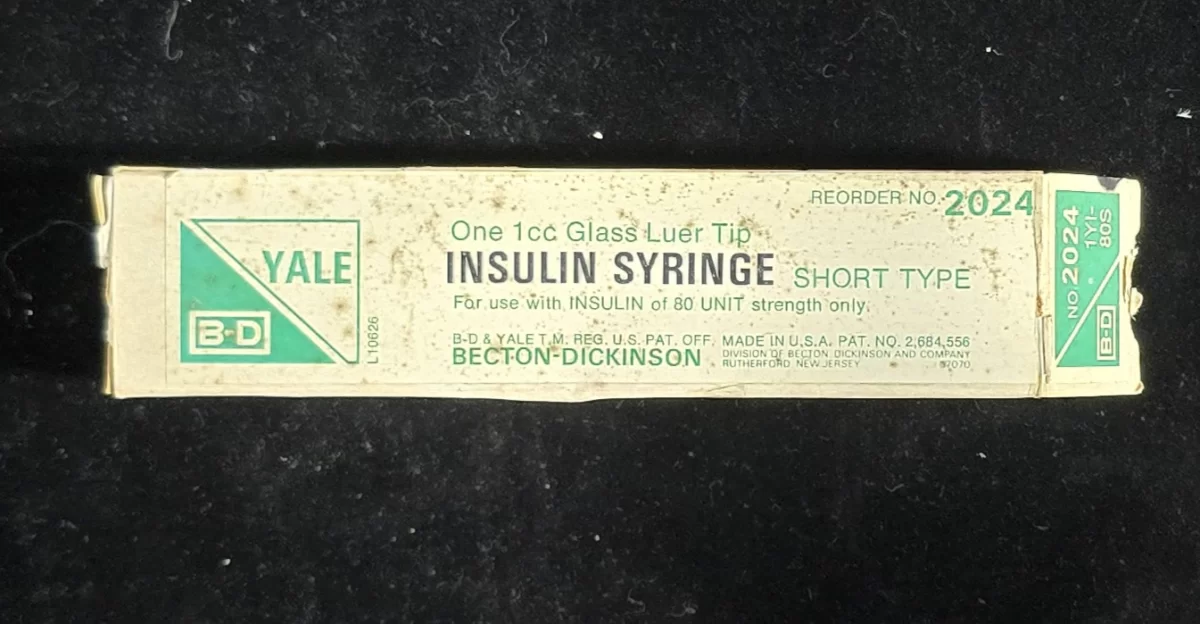 REORDER NO. 2024
YALE
B-D
L10626
One 1cc Glass Luer Tip
INSULIN SYRINGE SHORT TYPE
For use with INSULIN of 80 UNIT strength only.
B-D & YALE T.M. REG. U.S. PAT. OFF. MADE IN U.S.A. PAT. NO. 2,684,556
BECTON-DICKINSON DIVISION OF BECTON DICKINSON AND COMPANY
RUTHERFORD, NEW JERSEY 07070
NO 2024
1YI-
80S
B-D